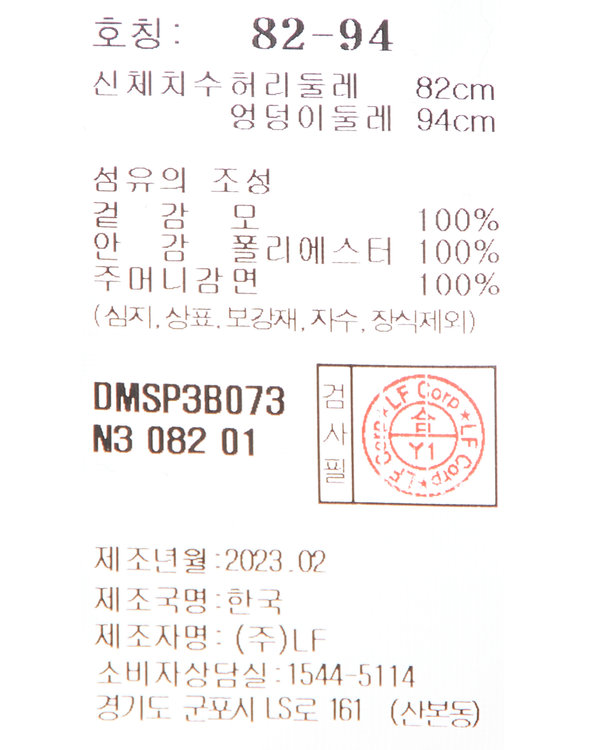 호칭: 82-94
신체치수허리둘레 82cm
엉덩이둘레 94cm
섬유의 조성
겉 감 모 100%
안 감 폴리에스터 100%
주머니감면 100%
(심지,상표,보강재,자수,장식제외)
DMSP3B073
N3 082 01
검사필
LF Corp ★ LF Corp ★ LF Corp ★
합
Y1
제조년월:2023.02
제조국명:한국
제조자명: (주)LF
소비자상담실:1544-5114
경기도 군포시 LS로 161 (산본동)